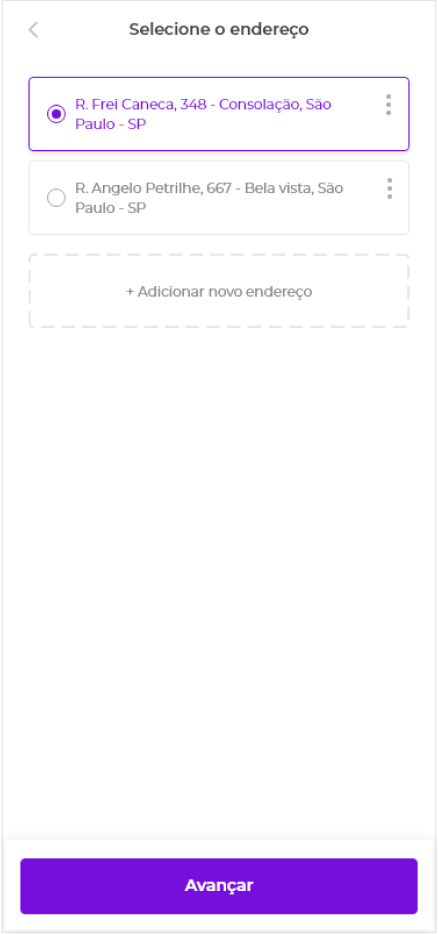 Selecione o endereço
R. Frei Caneca, 348 - Consolação, São
Paulo - SP
R. Angelo Petrilhe, 667 - Bela vista, São
Paulo - SP
+ Adicionar novo endereço
Avançar